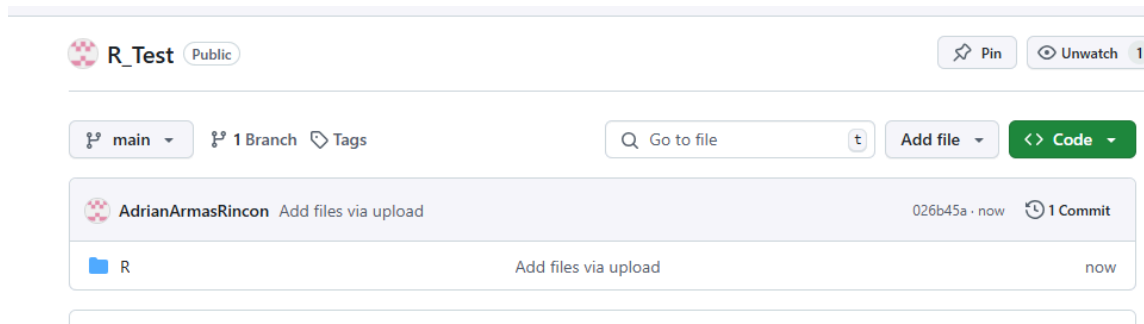 R_Test Public Pin Unwatch 1
main 1 Branch Tags Go to file t Add file <> Code
AdrianArmasRincon Add files via upload 026b45a · now 1 Commit
R Add files via upload now